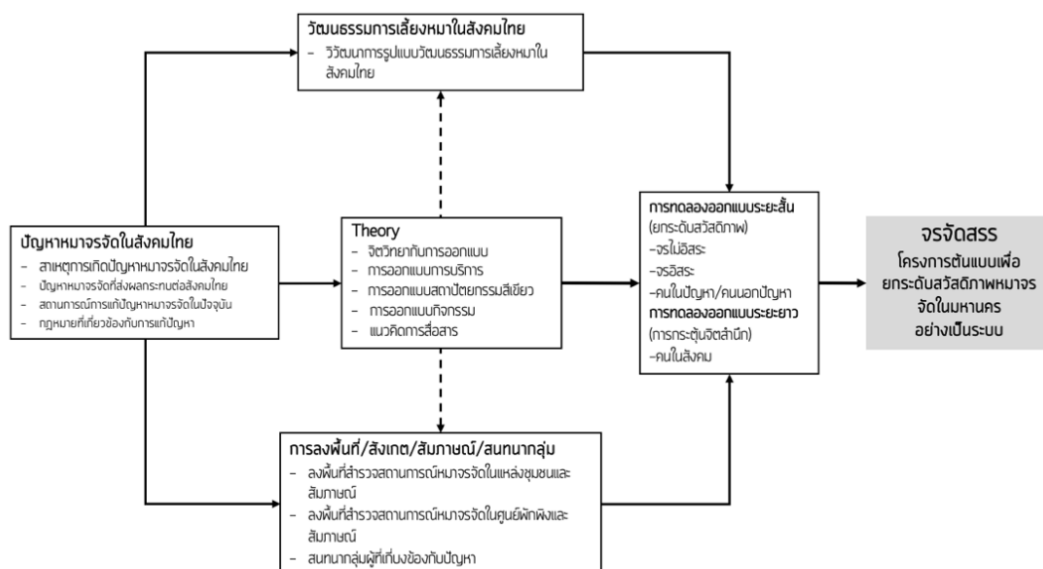 วัฒนธรรมการเลี้ยงหมาในสังคมไทย
- วิวัฒนาการรูปแบบวัฒนธรรมการเลี้ยงหมาใน
สังคมไทย
ปัญหาหมาจรจัดในสังคมไทย
- สาเหตุการเกิดปัญหาหมาจรจัดในสังคมไทย
- ปัญหาหมาจรจัดที่ส่งผลกระทบต่อสังคมไทย
- สถานการณ์การแก้ปัญหาหมาจรจัดในปัจจุบัน
- กฎหมายที่เกี่ยวข้องกับการแก้ปัญหา
Theory
- จิตวิทยากับการออกแบบ
- การออกแบบการบริการ
- การออกแบบสถาปัตยกรรมสีเขียว
- การออกแบบกิจกรรม
- แนวคิดการสื่อสาร
การลงพื้นที่/สังเกต/สัมภาษณ์/สนทนากลุ่ม
- ลงพื้นที่สำรวจสถานการณ์หมาจรจัดในแหล่งชุมชนและ
สัมภาษณ์
- ลงพื้นที่สำรวจสถานการณ์หมาจรจัดในศูนย์พักพิงและ
สัมภาษณ์
- สนทนากลุ่มผู้ที่เกี่ยวข้องกับปัญหา
การทดลองออกแบบระยะสั้น
(ยกระดับสวัสดิภาพ)
-จรไม่อิสระ
-จรอิสระ
-คนในปัญหา/คนนอกปัญหา
การทดลองออกแบบระยะยาว
(การกระตุ้นจิตสำนึก)
-คนในสังคม
จรจัดสรร
โครงการต้นแบบเพื่อ
ยกระดับสวัสดิภาพหมาจร
จัดในมหานคร
อย่างเป็นระบบ